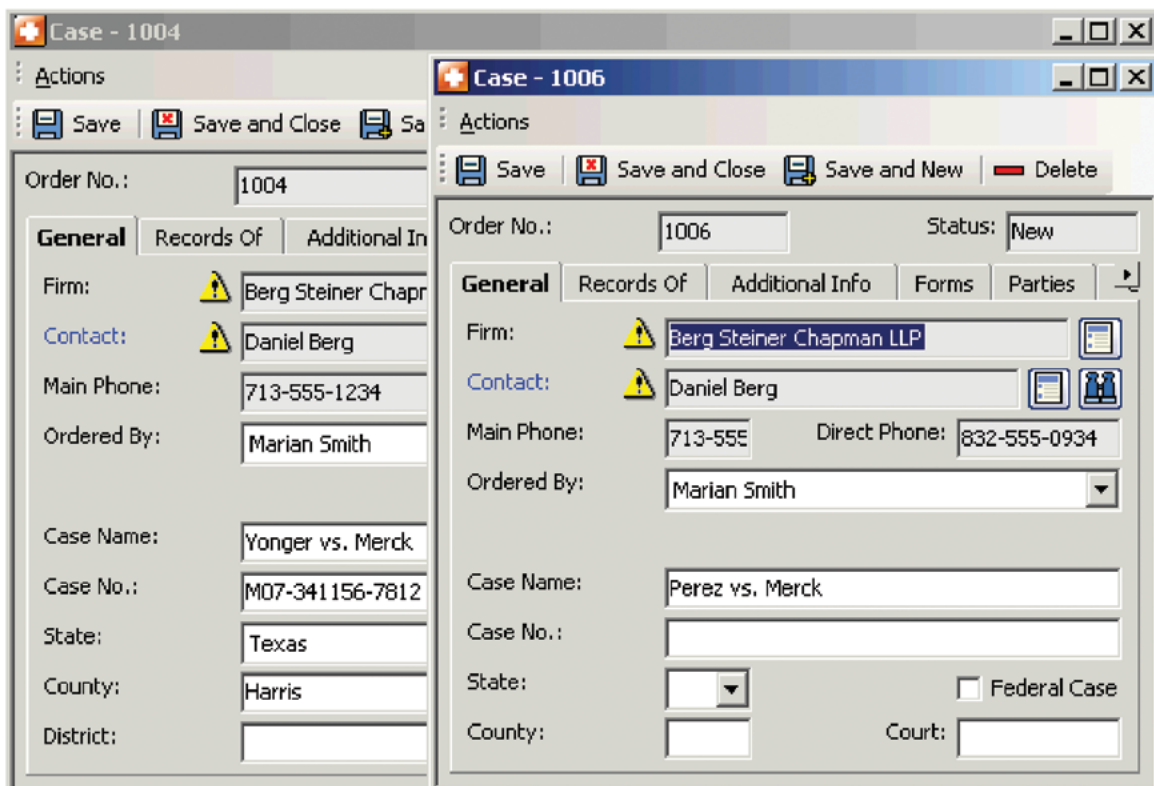 Case - 1004
Actions
Save Save and Close Sa
Order No.: 1004
General Records Of Additional In
Firm: Berg Steiner Chapr
Contact: Daniel Berg
Main Phone: 713-555-1234
Ordered By: Marian Smith
Case Name: Yonger vs. Merck
Case No.: M07-341156-7812
State: Texas
County: Harris
District:
Case - 1006
Actions
Save Save and Close Save and New Delete
Order No.: 1006 Status: New
General Records Of Additional Info Forms Parties
Firm: Berg Steiner Chapman LLP
Contact: Daniel Berg
Main Phone: 713-555 Direct Phone: 832-555-0934
Ordered By: Marian Smith
Case Name: Perez vs. Merck
Case No.:
State: Federal Case
County: Court: